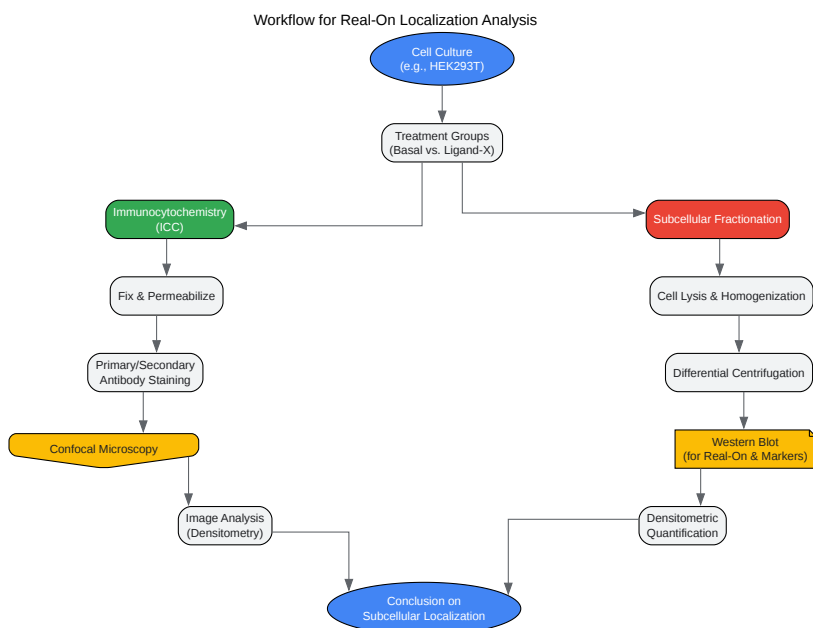 Workflow for Real-On Localization Analysis
Cell Culture
(e.g., HEK293T)
Treatment Groups
(Basal vs. Ligand-X)
Immunocytochemistry
(ICC)
Subcellular Fractionation
Fix & Permeabilize
Cell Lysis & Homogenization
Primary/Secondary
Antibody Staining
Differential Centrifugation
Confocal Microscopy
Western Blot
(for Real-On & Markers)
Image Analysis
(Densitometry)
Densitometric
Quantification
Conclusion on
Subcellular Localization